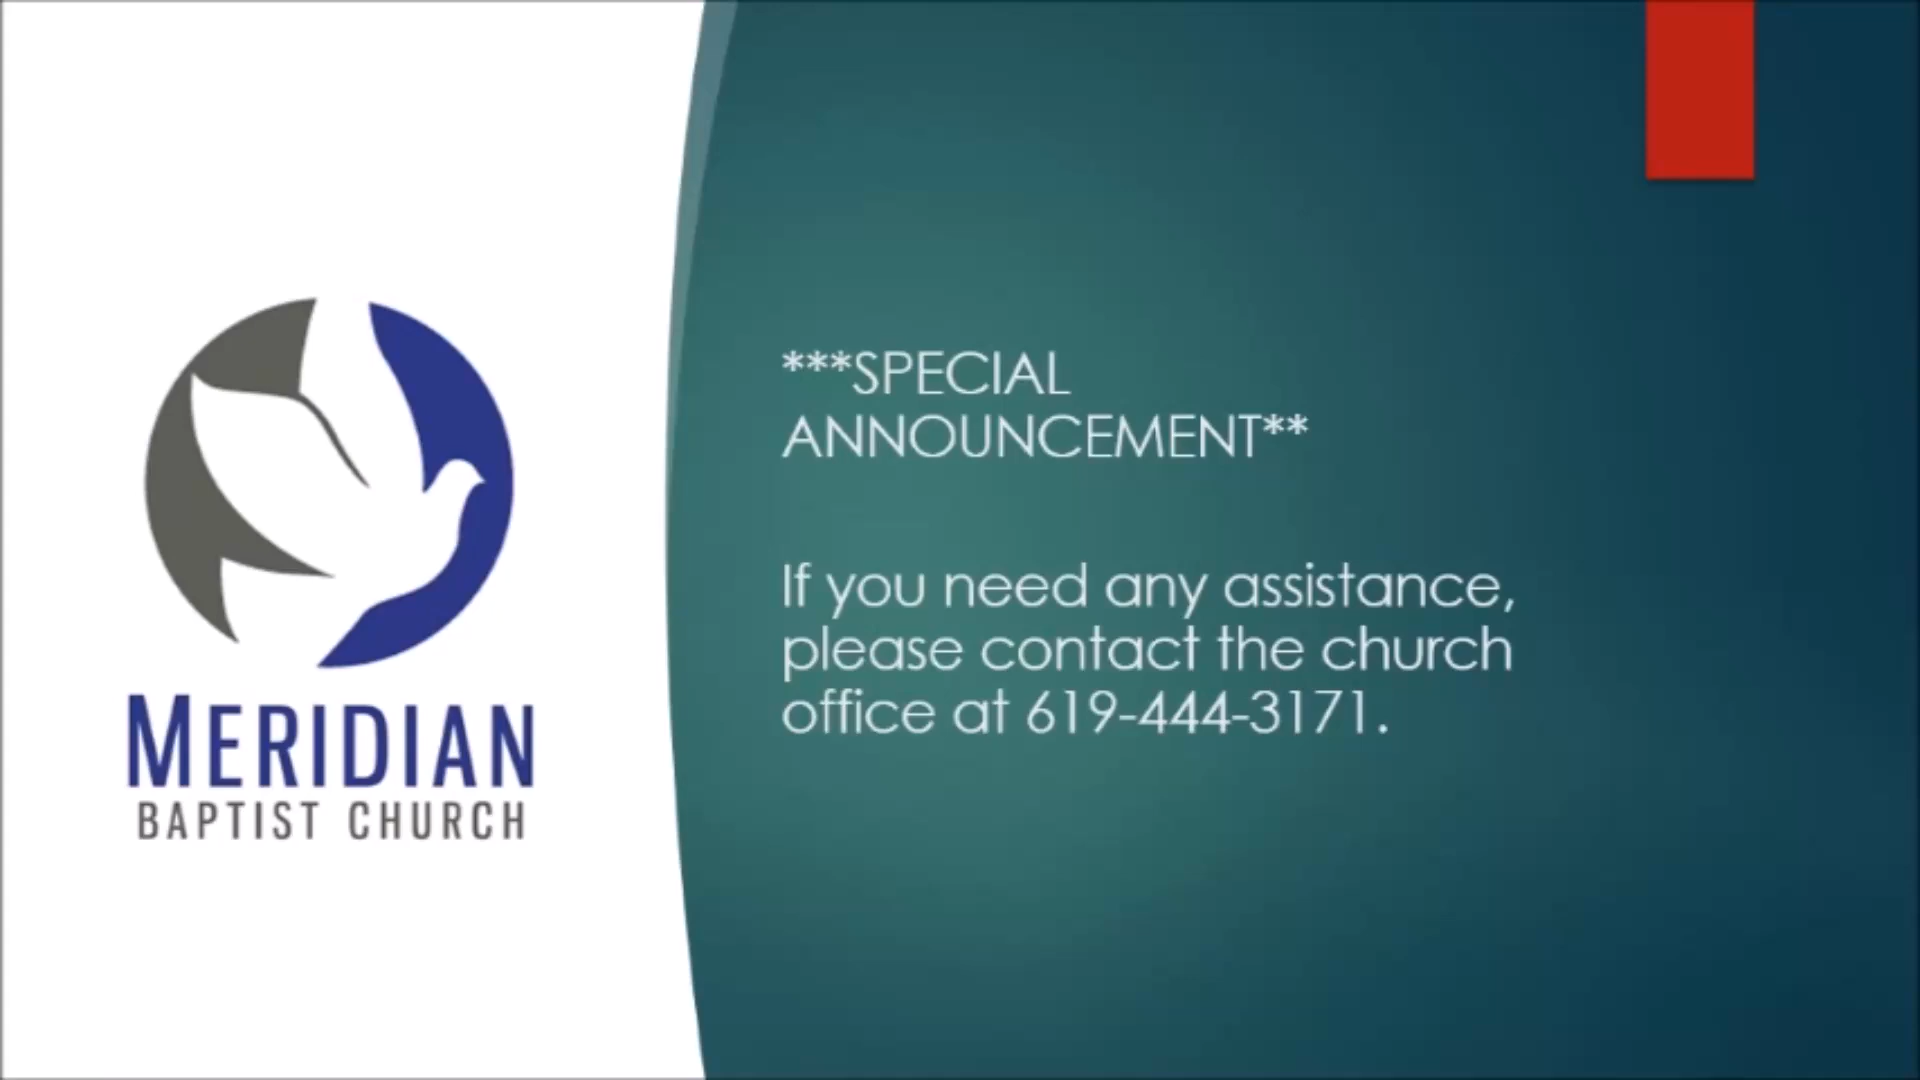 MERIDIAN
BAPTIST CHURCH
***SPECIAL
ANNOUNCEMENT**
If you need any assistance,
please contact the church
office at 619-444-3171.